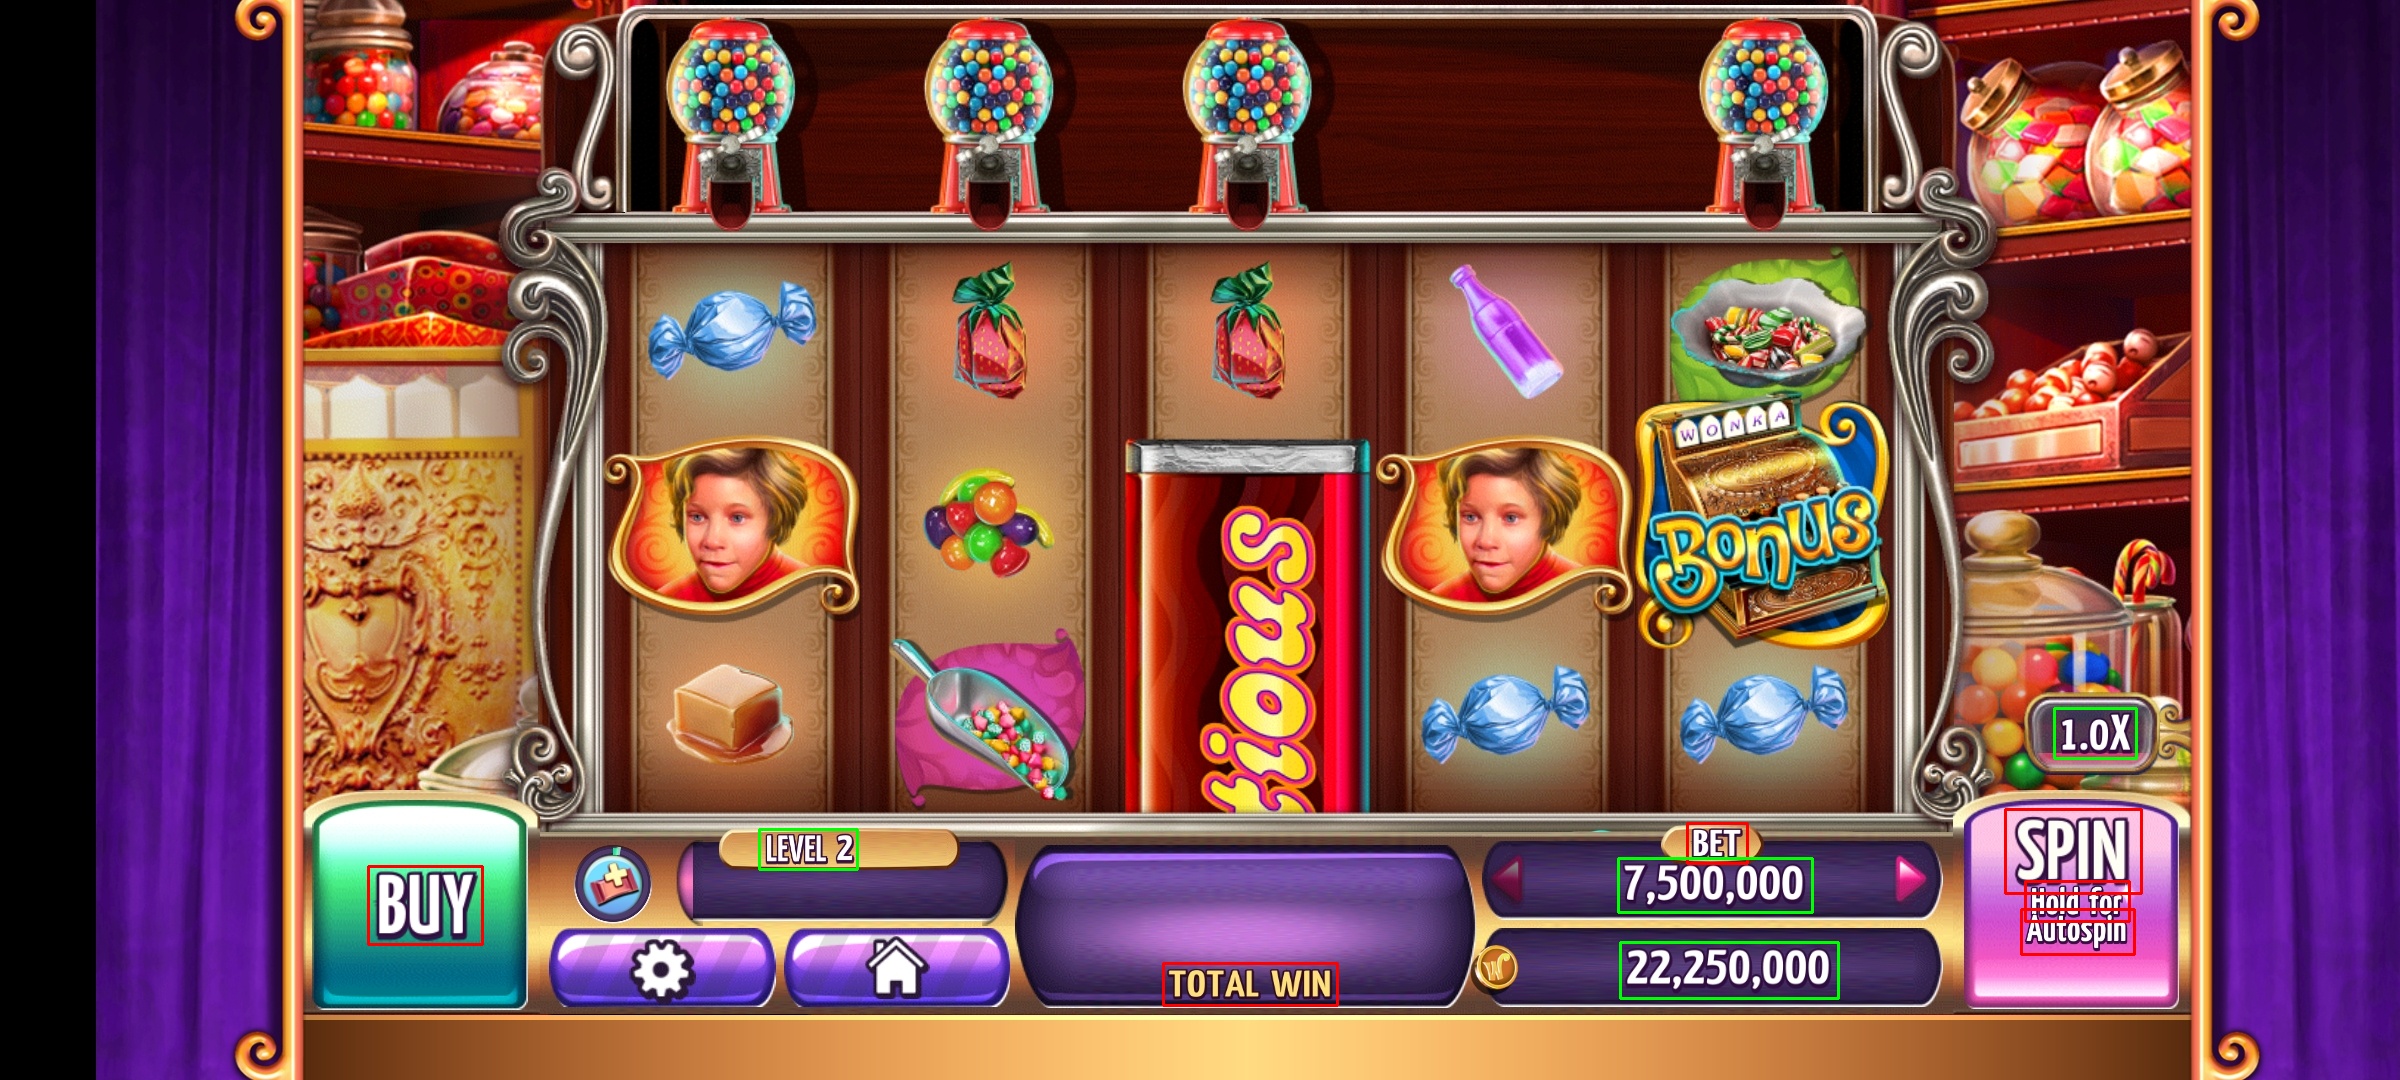 WONKA
BONUS
tious
1.0X
LEVEL 2
BET
SPIN
7,500,000
BUY
Hold for
Autospin
22,250,000
TOTAL WIN